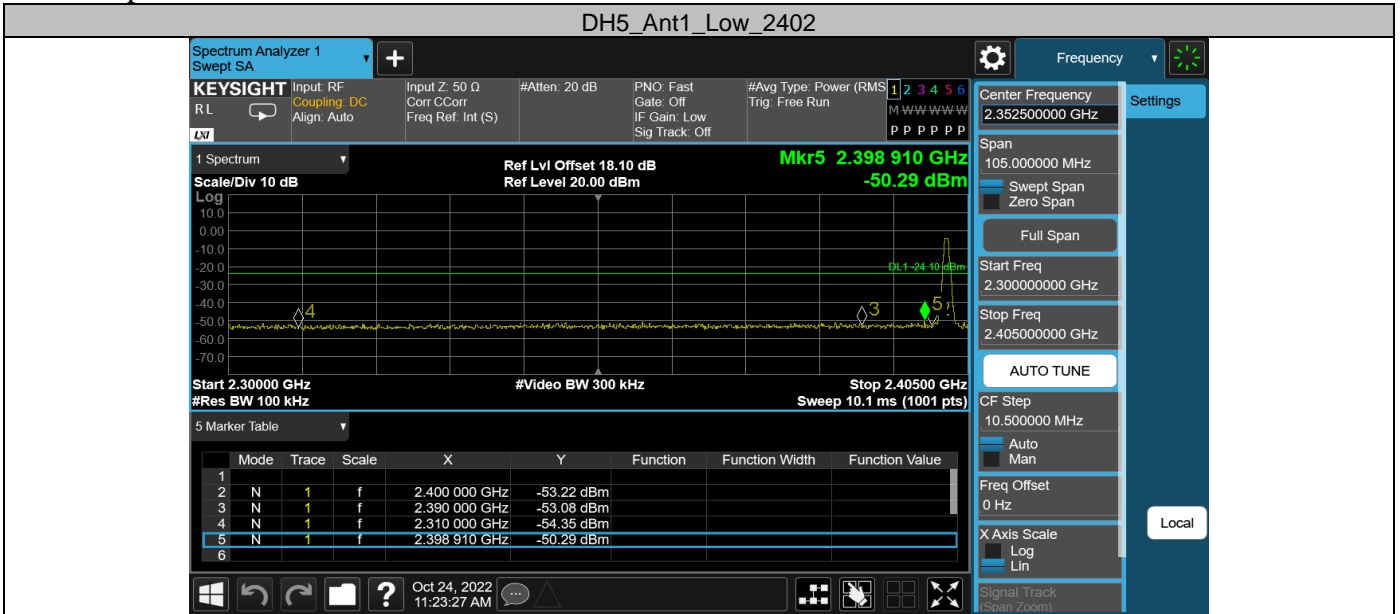 DH5_Ant1_Low_2402
Spectrum Analyzer 1
Swept SA
+
Frequency
KEYSIGHT
RL
LXI
Input: RF
Coupling: DC
Align: Auto
Input Z: 50 Ω
Corr CCorr
Freq Ref: Int (S)
#Atten: 20 dB
PNO: Fast
Gate: Off
IF Gain: Low
Sig Track: Off
#Avg Type: Power (RMS
Trig: Free Run
1 2 3 4 5 6
M W W W W W
P P P P P P
1 Spectrum
Scale/Div 10 dB
Ref Lvl Offset 18.10 dB
Ref Level 20.00 dBm
Mkr5 2.398 910 GHz
-50.29 dBm
Log
10.0
0.00
-10.0
-20.0
-30.0
-40.0
-50.0
-60.0
-70.0
DL1 -24.10 dBm
4
3
5
Start 2.30000 GHz
#Res BW 100 kHz
#Video BW 300 kHz
Stop 2.40500 GHz
Sweep 10.1 ms (1001 pts)
5 Marker Table
Mode Trace Scale X Y Function Function Width Function Value
1
2 N 1 f 2.400 000 GHz -53.22 dBm
3 N 1 f 2.390 000 GHz -53.08 dBm
4 N 1 f 2.310 000 GHz -54.35 dBm
5 N 1 f 2.398 910 GHz -50.29 dBm
6
?
Oct 24, 2022
11:23:27 AM
Center Frequency
2.352500000 GHz
Span
105.000000 MHz
Swept Span
Zero Span
Full Span
Start Freq
2.300000000 GHz
Stop Freq
2.405000000 GHz
AUTO TUNE
CF Step
10.500000 MHz
Auto
Man
Freq Offset
0 Hz
X Axis Scale
Log
Lin
Signal Track
(Span Zoom)
Settings
Local